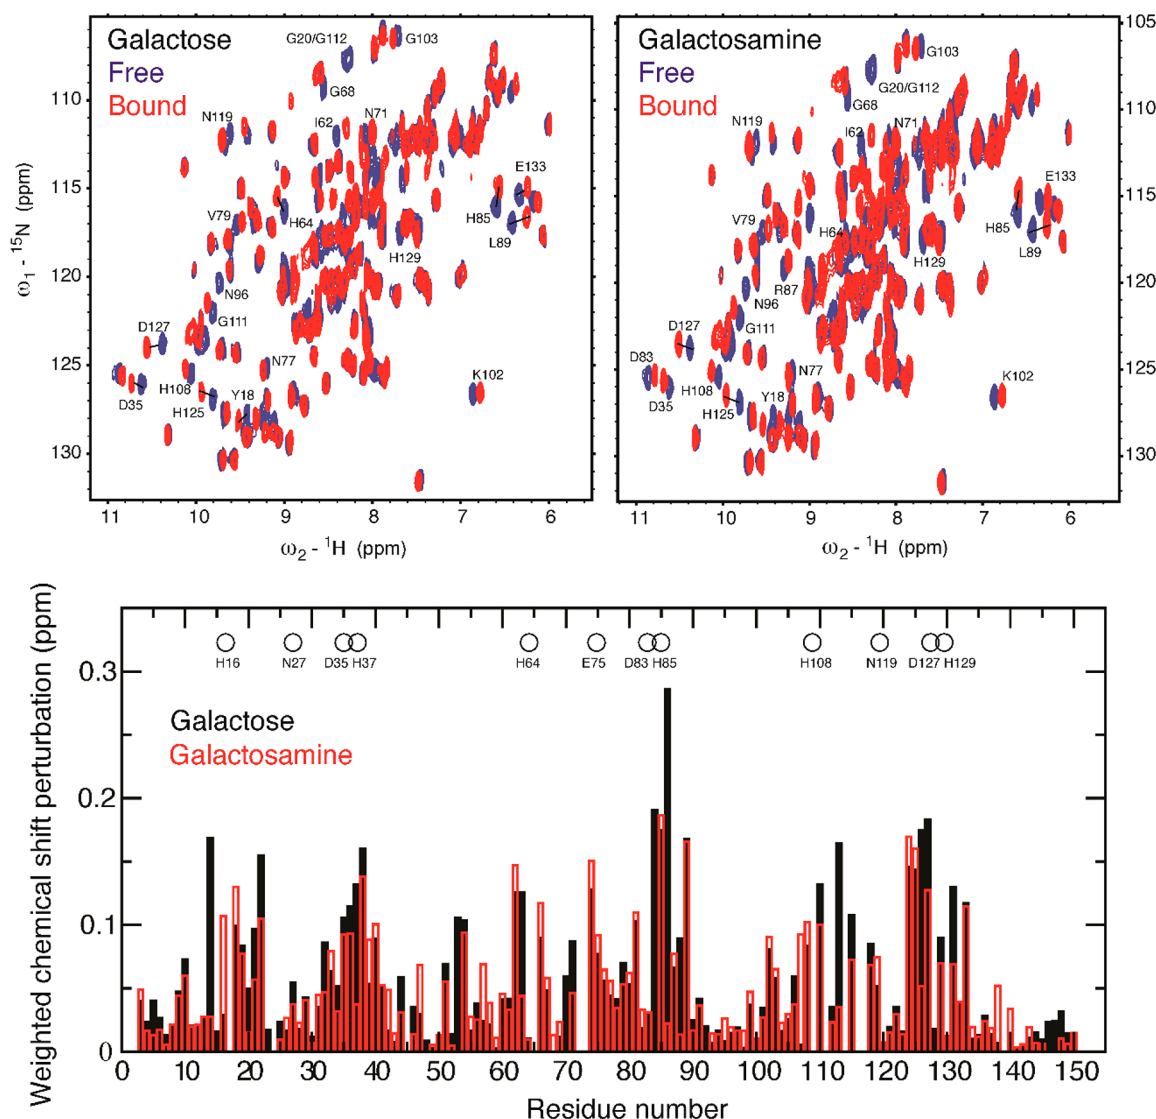 Galactose
Free
Bound
G20/G112
G103
G68
N119
I62
N71
E133
H85
L89
V79
H64
H129
N96
G111
D127
N77
K102
H108
D35
H125
Y18
110
115
120
125
130
ω1 - 15N (ppm)
11 10 9 8 7 6
ω2 - 1H (ppm)
Galactosamine
Free
Bound
G103
G20/G112
G68
N119
I62
N71
E133
H85
L89
V79
H64
H129
R87
N96
G111
D127
D83
N77
K102
H108
D35
H125
Y18
105
110
115
120
125
130
11 10 9 8 7 6
ω2 - 1H (ppm)
Weighted chemical shift perturbation (ppm)
H16 N27 D35 H37 H64 E75 D83 H85 H108 N119 D127 H129
Galactose
Galactosamine
0.3
0.2
0.1
0
0 10 20 30 40 50 60 70 80 90 100 110 120 130 140 150
Residue number